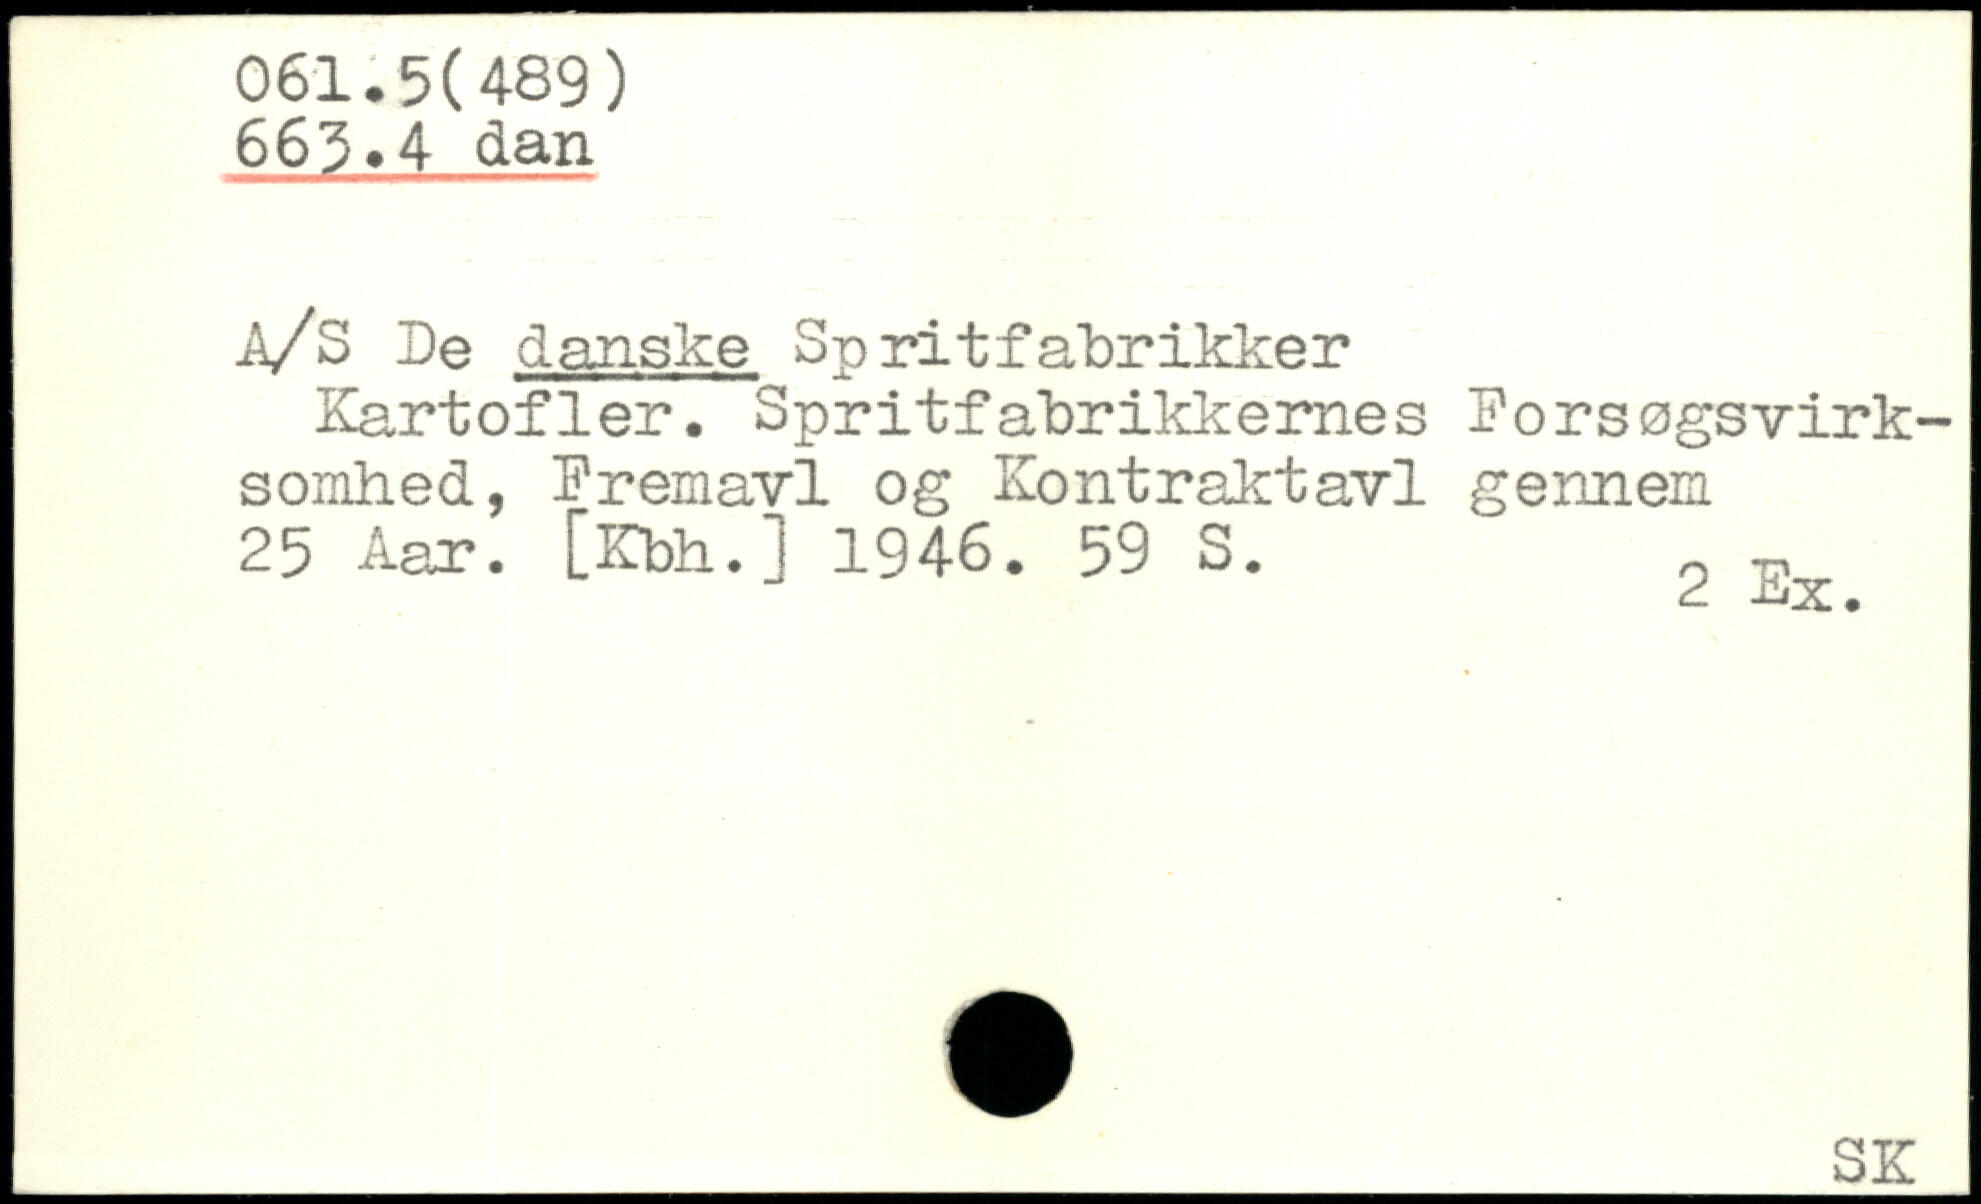 061.5(489)
663.4 dan
A/S De danske Spritfabrikker
Kartofler. Spritfabrikkernes Forsøgsvirk-
somhed, Fremavl og Kontraktavl gennem
25 Aar. [Kbh.] 1946. 59 S.
2 Ex.
SK